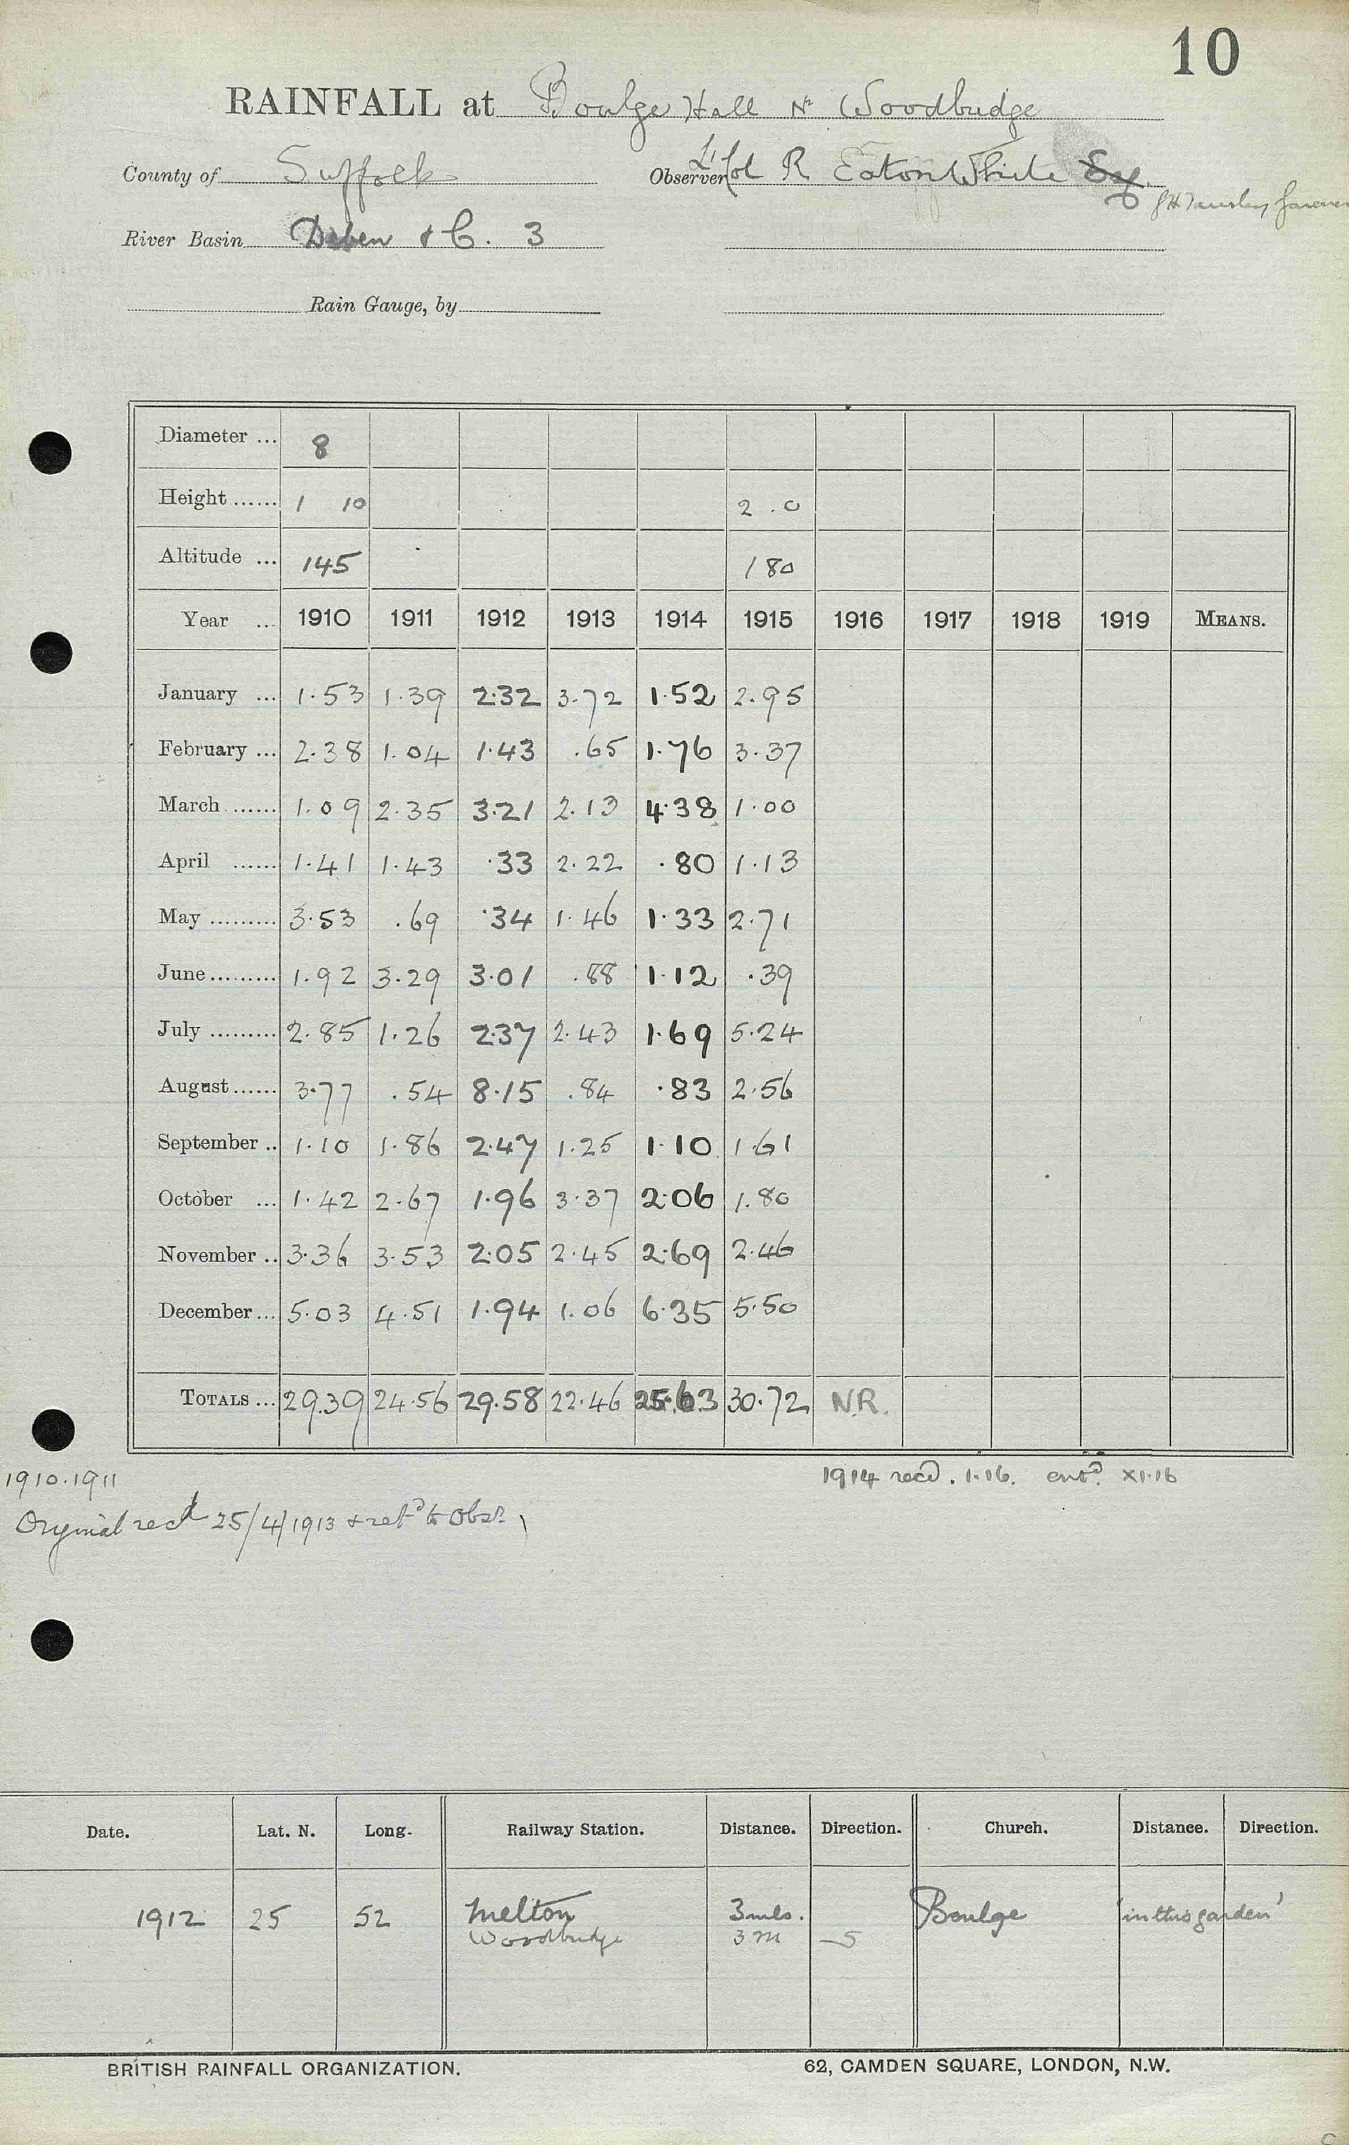 10
RAINFALL at Boulge Hall Nr Woodbridge
County of Suffolk Observer Lt Col R Eaton White Esq.
River Basin Deben & C. 3
Rain Gauge, by
Diameter ... 8
Height ...... 1 10 2.0
Altitude ... 145 180
Year ... 1910 1911 1912 1913 1914 1915 1916 1917 1918 1919 MEANS.
January ... 1.53 1.39 2.32 3.72 1.52 2.95
February ... 2.38 1.04 1.43 .65 1.76 3.37
March ...... 1.09 2.35 3.21 2.13 4.38 1.00
April ...... 1.41 1.43 .33 2.22 .80 1.13
May ......... 3.53 .69 .34 1.46 1.33 2.71
June ......... 1.92 3.29 3.01 .88 1.12 .39
July ......... 2.85 1.26 2.37 2.43 1.69 5.24
August ...... 3.77 .54 8.15 .84 .83 2.56
September .. 1.10 1.86 2.47 1.25 1.10 1.61
October ... 1.42 2.67 1.96 3.37 2.06 1.80
November .. 3.36 3.53 2.05 2.45 2.69 2.46
December ... 5.03 4.51 1.94 1.06 6.35 5.50
TOTALS ... 29.39 24.56 29.58 22.46 25.63 30.72 N.R.
1910.1911 1914 recd. 1.16. entd. X1.16
Original recd 25/4/1913 & retd to Obsr.
Date. Lat. N. Long. Railway Station. Distance. Direction. Church. Distance. Direction.
1912 25 52 Melton 3 mls. Boulge 'in this garden'
Woodbridge 3 m S
BRITISH RAINFALL ORGANIZATION. 62, CAMDEN SQUARE, LONDON, N.W.